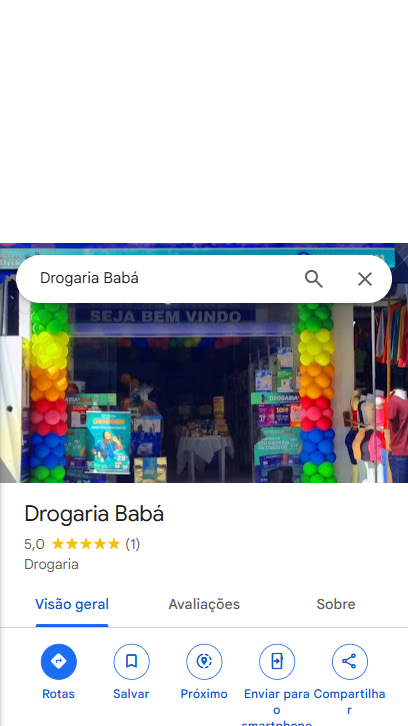 Drogaria Babá
SEJA BEM VINDO
DROGARIA
Drogaria Babá
5,0 (1)
Drogaria
Visão geral Avaliações Sobre
Rotas Salvar Próximo Enviar para o smartphone Compartilhar